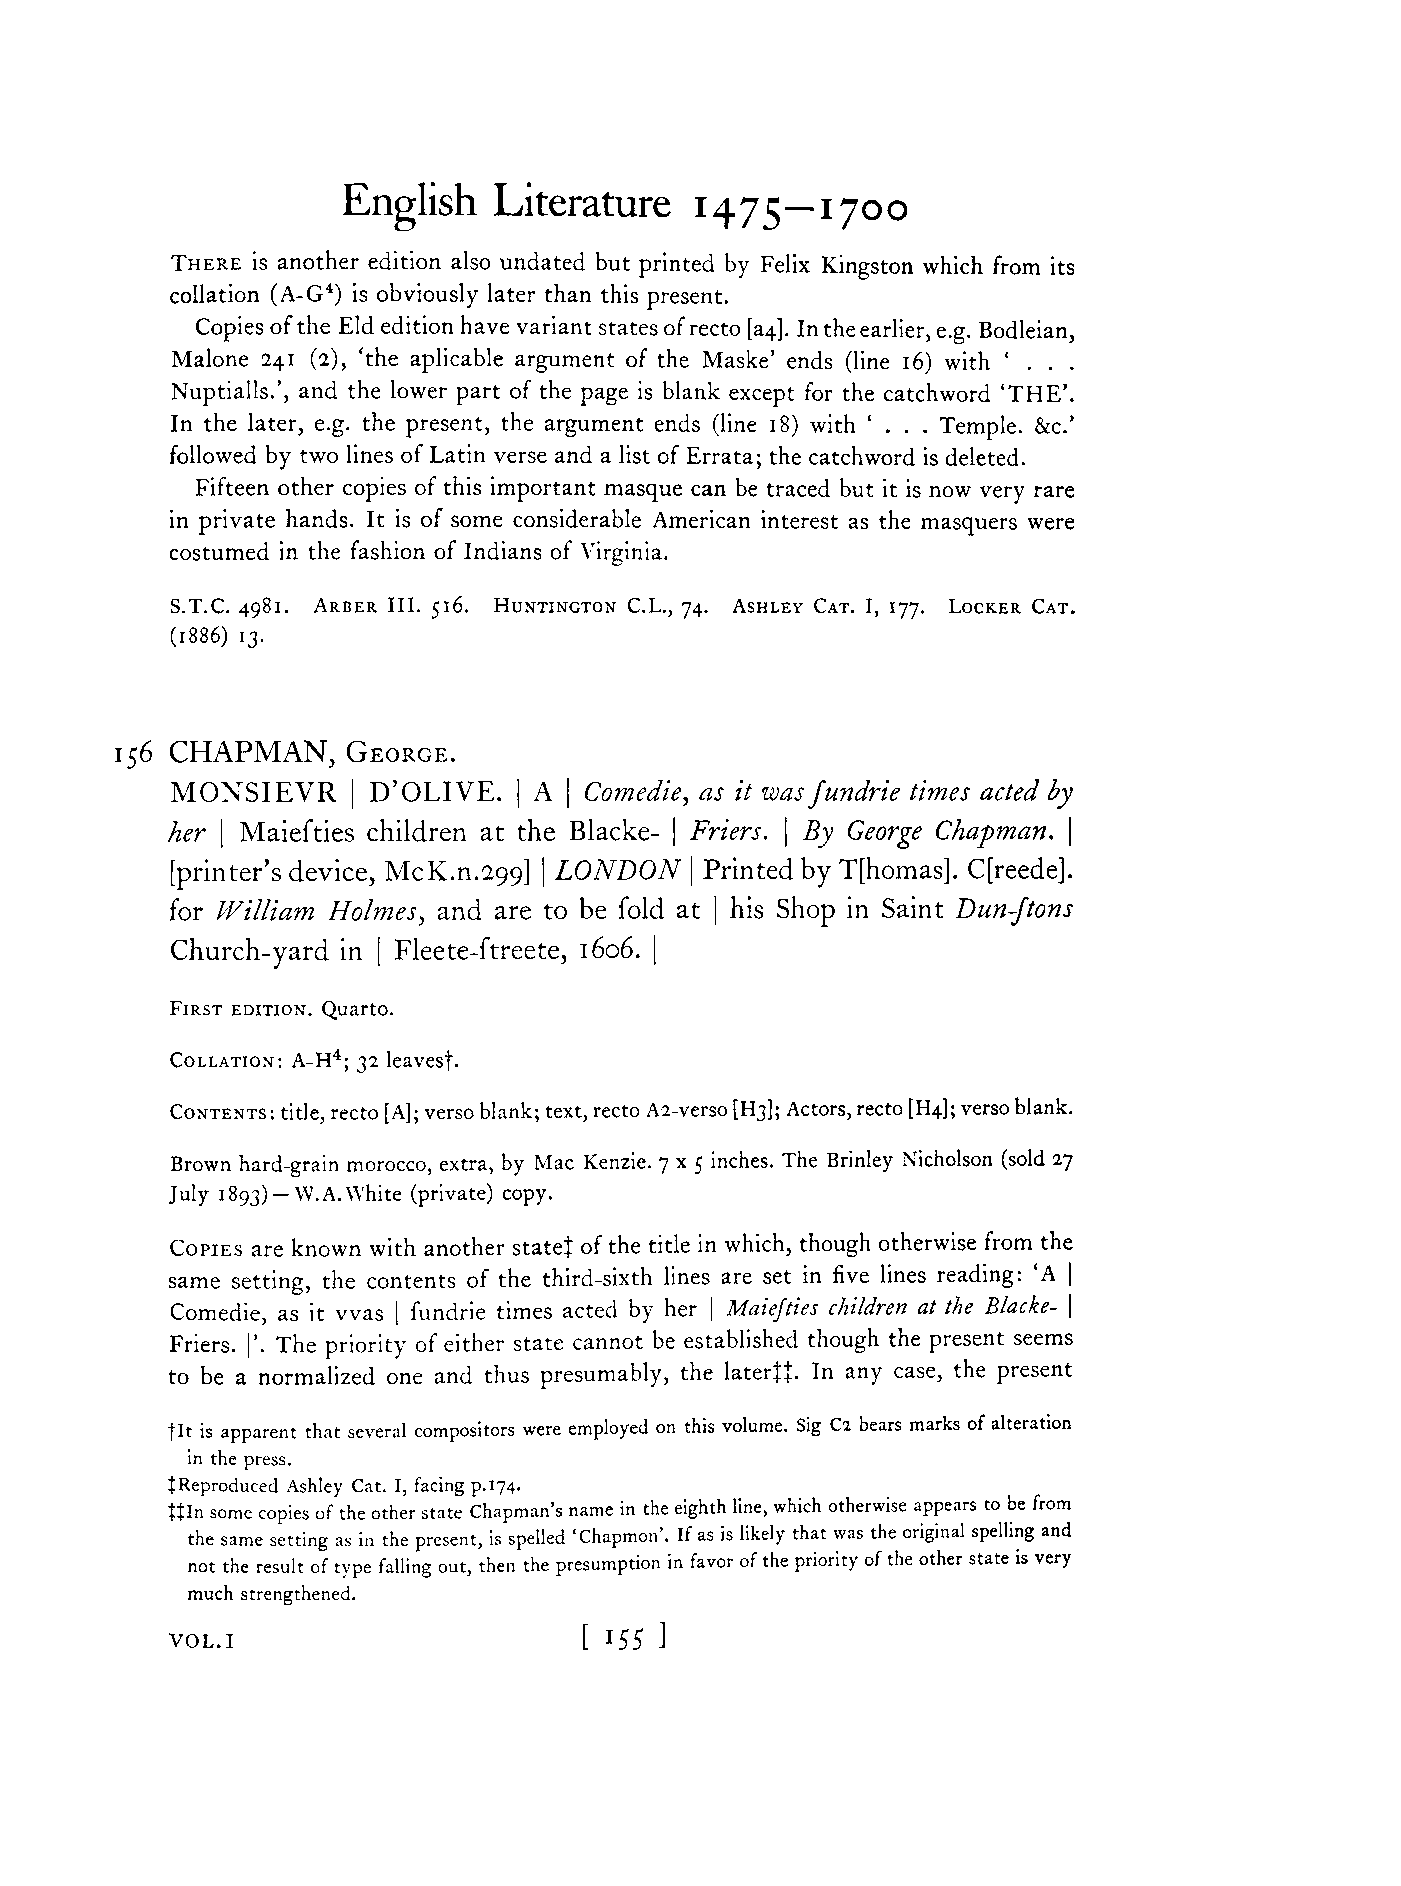 English Literature 1475–1700
THERE is another edition also undated but printed by Felix Kingston which from its
collation (A-G⁴) is obviously later than this present.
Copies of the Eld edition have variant states of recto [a4]. In the earlier, e.g. Bodleian,
Malone 241 (2), ‘the aplicable argument of the Maske’ ends (line 16) with ‘ . . .
Nuptialls.’, and the lower part of the page is blank except for the catchword ‘THE’.
In the later, e.g. the present, the argument ends (line 18) with ‘ . . . Temple. &c.’
followed by two lines of Latin verse and a list of Errata; the catchword is deleted.
Fifteen other copies of this important masque can be traced but it is now very rare
in private hands. It is of some considerable American interest as the masquers were
costumed in the fashion of Indians of Virginia.
S.T.C. 4981. ARBER III. 516. HUNTINGTON C.L., 74. ASHLEY CAT. I, 177. LOCKER CAT.
(1886) 13.
156 CHAPMAN, GEORGE.
MONSIEVR | D’OLIVE. | A | Comedie, as it was ſundrie times acted by
her | Maieſties children at the Blacke- | Friers. | By George Chapman. |
[printer’s device, McK.n.299] | LONDON | Printed by T[homas]. C[reede].
for William Holmes, and are to be ſold at | his Shop in Saint Dun-ſtons
Church-yard in | Fleete-ſtreete, 1606. |
FIRST EDITION. Quarto.
COLLATION: A-H⁴; 32 leaves†.
CONTENTS: title, recto [A]; verso blank; text, recto A2-verso [H3]; Actors, recto [H4]; verso blank.
Brown hard-grain morocco, extra, by Mac Kenzie. 7 x 5 inches. The Brinley Nicholson (sold 27
July 1893) — W.A.White (private) copy.
COPIES are known with another state‡ of the title in which, though otherwise from the
same setting, the contents of the third-sixth lines are set in five lines reading: ‘A |
Comedie, as it vvas | ſundrie times acted by her | Maieſties children at the Blacke- |
Friers. |’. The priority of either state cannot be established though the present seems
to be a normalized one and thus presumably, the later‡‡. In any case, the present
†It is apparent that several compositors were employed on this volume. Sig C2 bears marks of alteration
in the press.
‡Reproduced Ashley Cat. I, facing p.174.
‡‡In some copies of the other state Chapman’s name in the eighth line, which otherwise appears to be from
the same setting as in the present, is spelled ‘Chapmon’. If as is likely that was the original spelling and
not the result of type falling out, then the presumption in favor of the priority of the other state is very
much strengthened.
VOL.I [ 155 ]